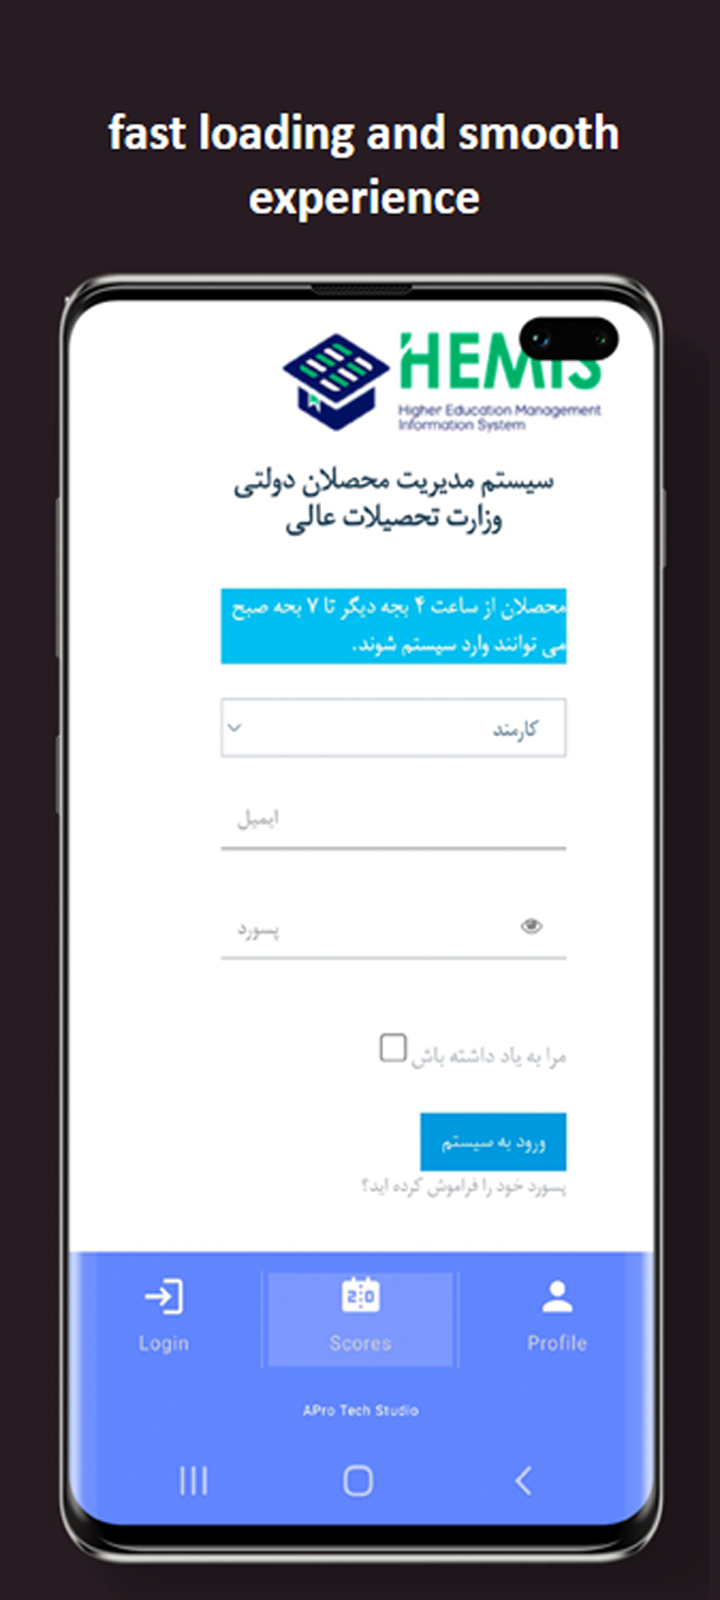 fast loading and smooth
experience
HEMIS
Higher Education Management
Information System
سیستم مدیریت محصلان دولتی
وزارت تحصیلات عالی
محصلان از ساعت ۴ بجه دیگر تا ۷ بحه صبح
می توانند وارد سیستم شوند.
کارمند
ایمیل
پسورد
مرا به یاد داشته باش
ورود به سیستم
پسورد خود را فراموش کرده اید؟
2:0
Login
Scores
Profile
APro Tech Studio